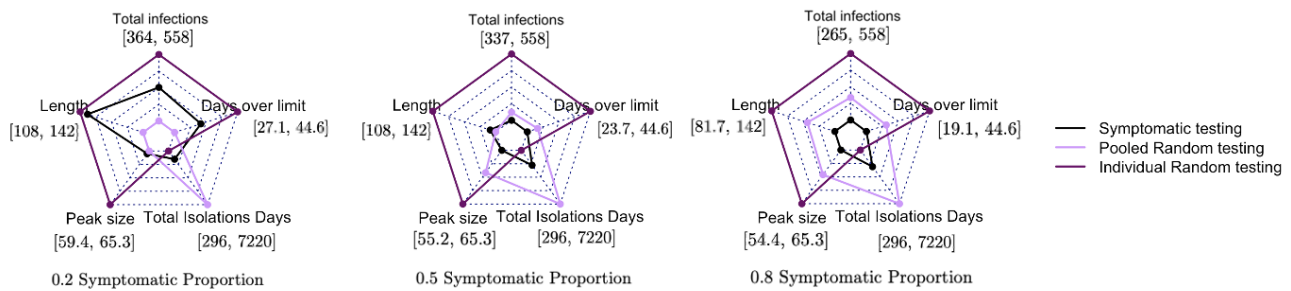 Total infections
[364, 558]
Length
[108, 142]
Days over limit
[27.1, 44.6]
Peak size
[59.4, 65.3]
Total Isolations Days
[296, 7220]
0.2 Symptomatic Proportion
Total infections
[337, 558]
Length
[108, 142]
Days over limit
[23.7, 44.6]
Peak size
[55.2, 65.3]
Total Isolations Days
[296, 7220]
0.5 Symptomatic Proportion
Total infections
[265, 558]
Length
[81.7, 142]
Days over limit
[19.1, 44.6]
Peak size
[54.4, 65.3]
Total Isolations Days
[296, 7220]
0.8 Symptomatic Proportion
Symptomatic testing
Pooled Random testing
Individual Random testing